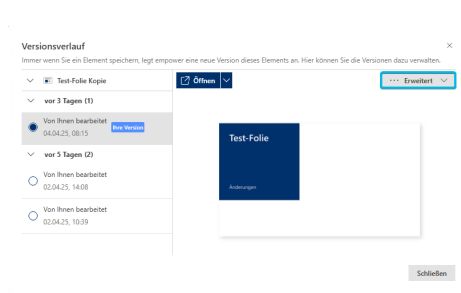 Versionsverlauf
Immer wenn Sie ein Element speichern, legt empower eine neue Version dieses Elements an. Hier können Sie die Versionen dazu verwalten.
Test-Folie Kopie
Öffnen
··· Erweitert
vor 3 Tagen (1)
Von Ihnen bearbeitet
Ihre Version
04.04.25, 08:15
vor 5 Tagen (2)
Von Ihnen bearbeitet
02.04.25, 14:08
Von Ihnen bearbeitet
02.04.25, 10:39
Test-Folie
Änderungen
Schließen